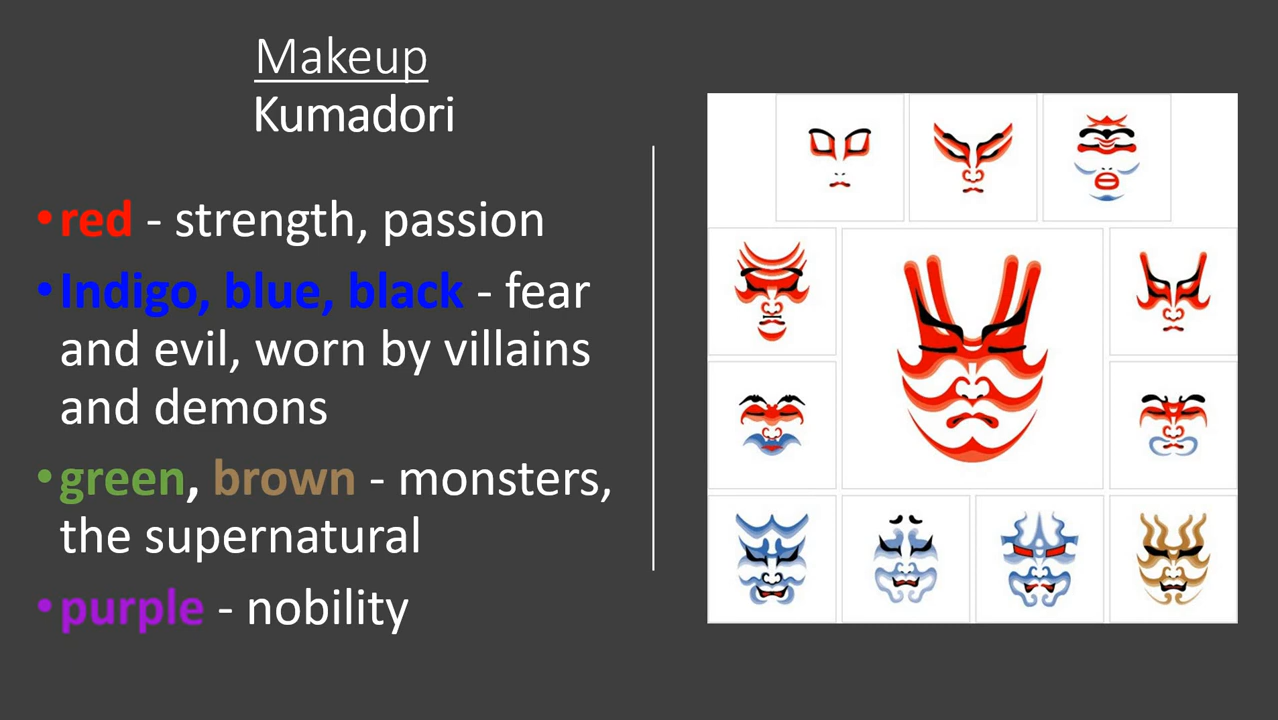 Makeup
Kumadori
•red - strength, passion
•Indigo, blue, black - fear
and evil, worn by villains
and demons
•green, brown - monsters,
the supernatural
•purple - nobility